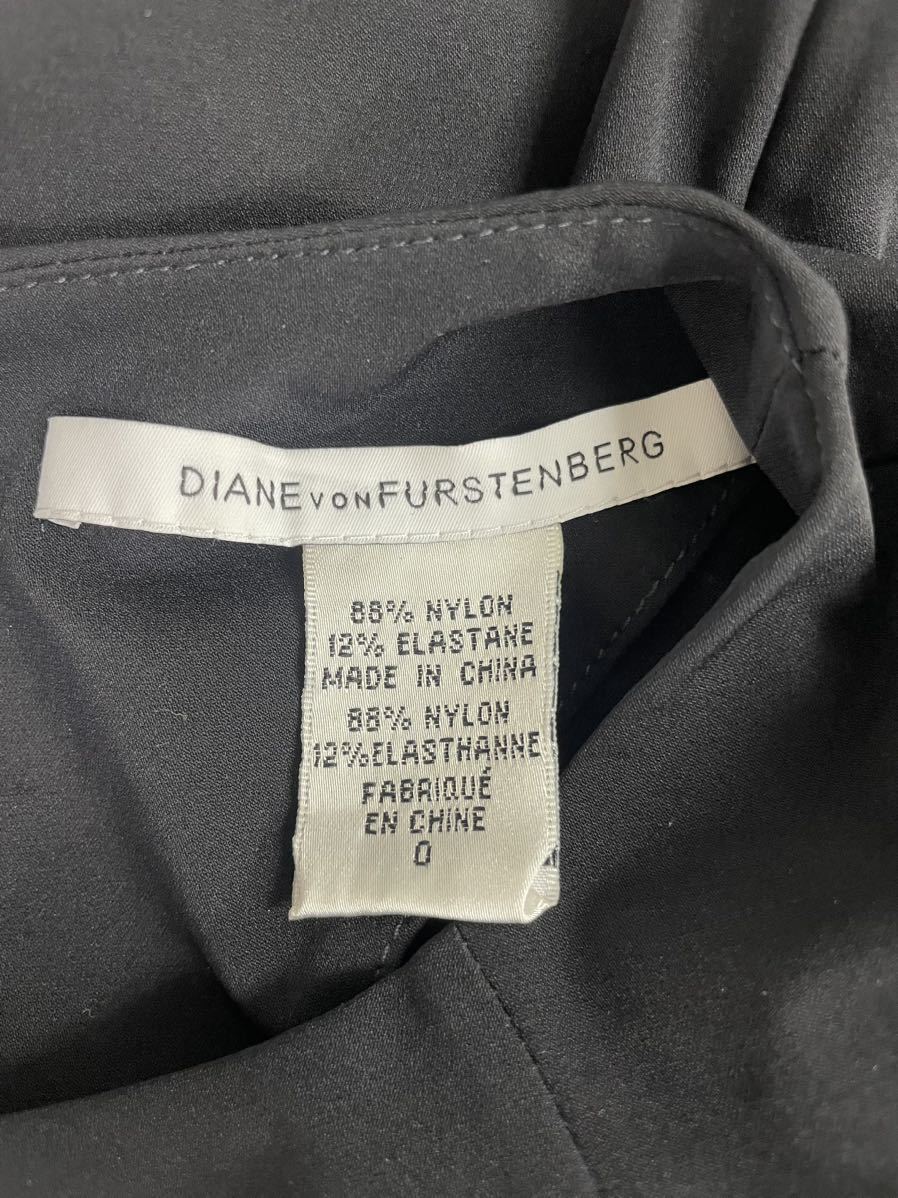 DIANE VON FURSTENBERG
88% NYLON
12% ELASTANE
MADE IN CHINA
88% NYLON
12%ELASTHANNE
FABRIQUÉ
EN CHINE
0